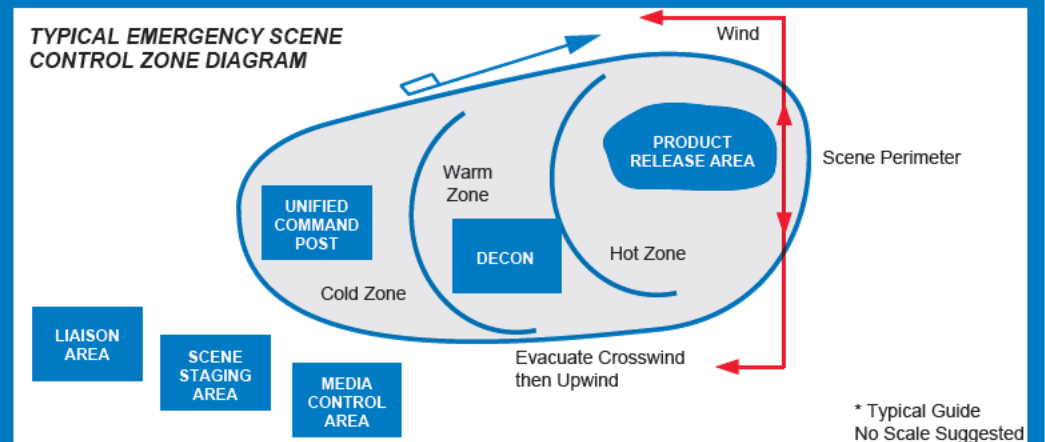 TYPICAL EMERGENCY SCENE
CONTROL ZONE DIAGRAM
Wind
PRODUCT
RELEASE AREA
Scene Perimeter
Warm
Zone
UNIFIED
COMMAND
POST
DECON
Hot Zone
Cold Zone
LIAISON
AREA
SCENE
STAGING
AREA
MEDIA
CONTROL
AREA
Evacuate Crosswind
then Upwind
* Typical Guide
No Scale Suggested